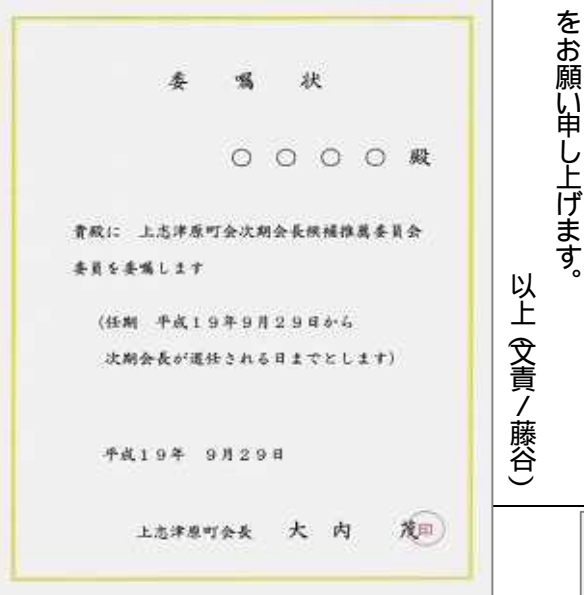 をお願い申し上げます。
以上(文責/藤谷)
委嘱状
〇〇〇〇殿
貴殿に 上志津原町会次期会長候補推薦委員会
委員を委嘱します
(任期 平成19年9月29日から
次期会長が選任される日までとします)
平成19年 9月29日
上志津原町会長 大内 茂 印